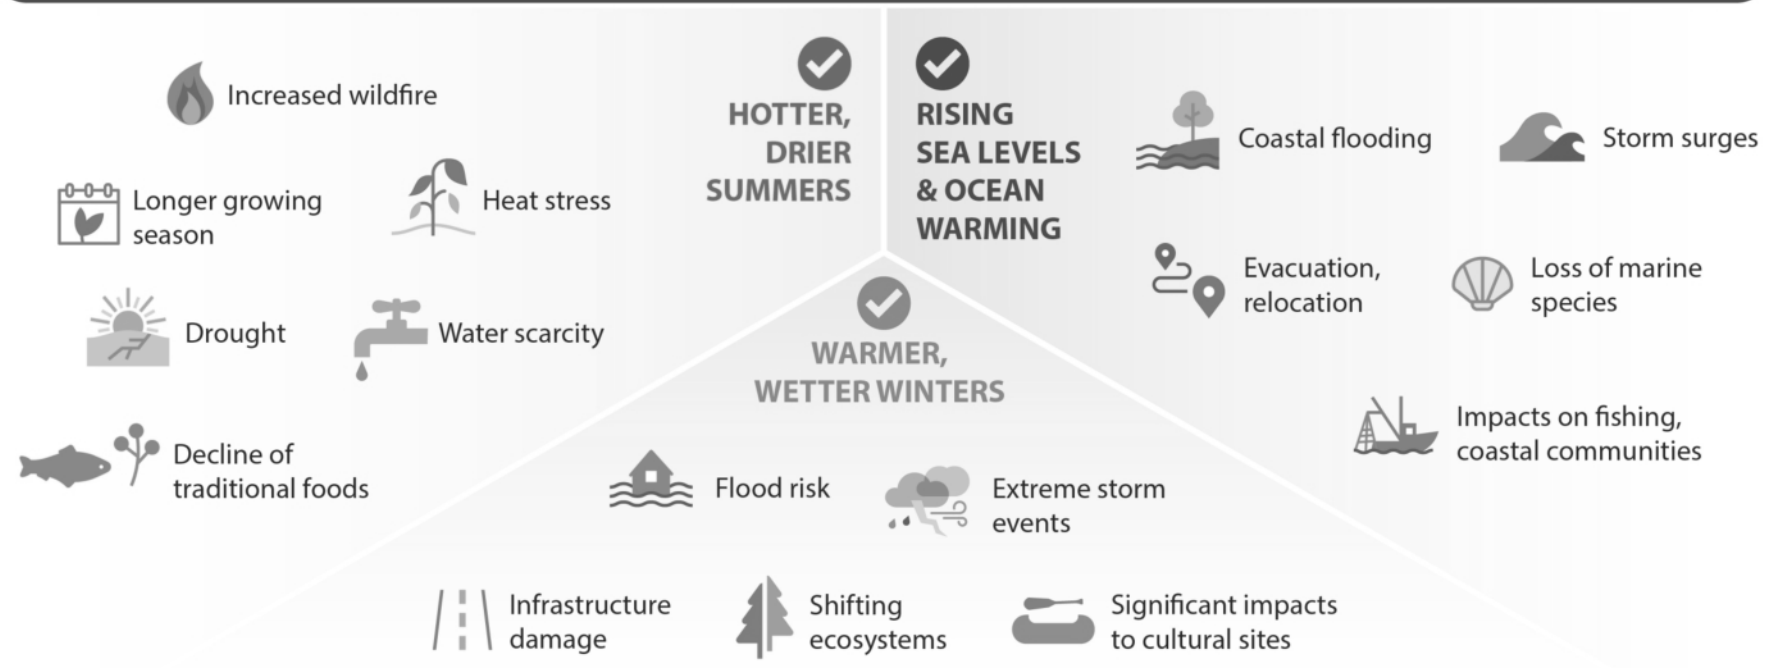 Increased wildfire
Longer growing
season
Heat stress
Drought
Water scarcity
Decline of
traditional foods
HOTTER,
DRIER
SUMMERS
RISING
SEA LEVELS
& OCEAN
WARMING
Coastal flooding
Storm surges
Evacuation,
relocation
Loss of marine
species
Impacts on fishing,
coastal communities
WARMER,
WETTER WINTERS
Flood risk
Extreme storm
events
Infrastructure
damage
Shifting
ecosystems
Significant impacts
to cultural sites